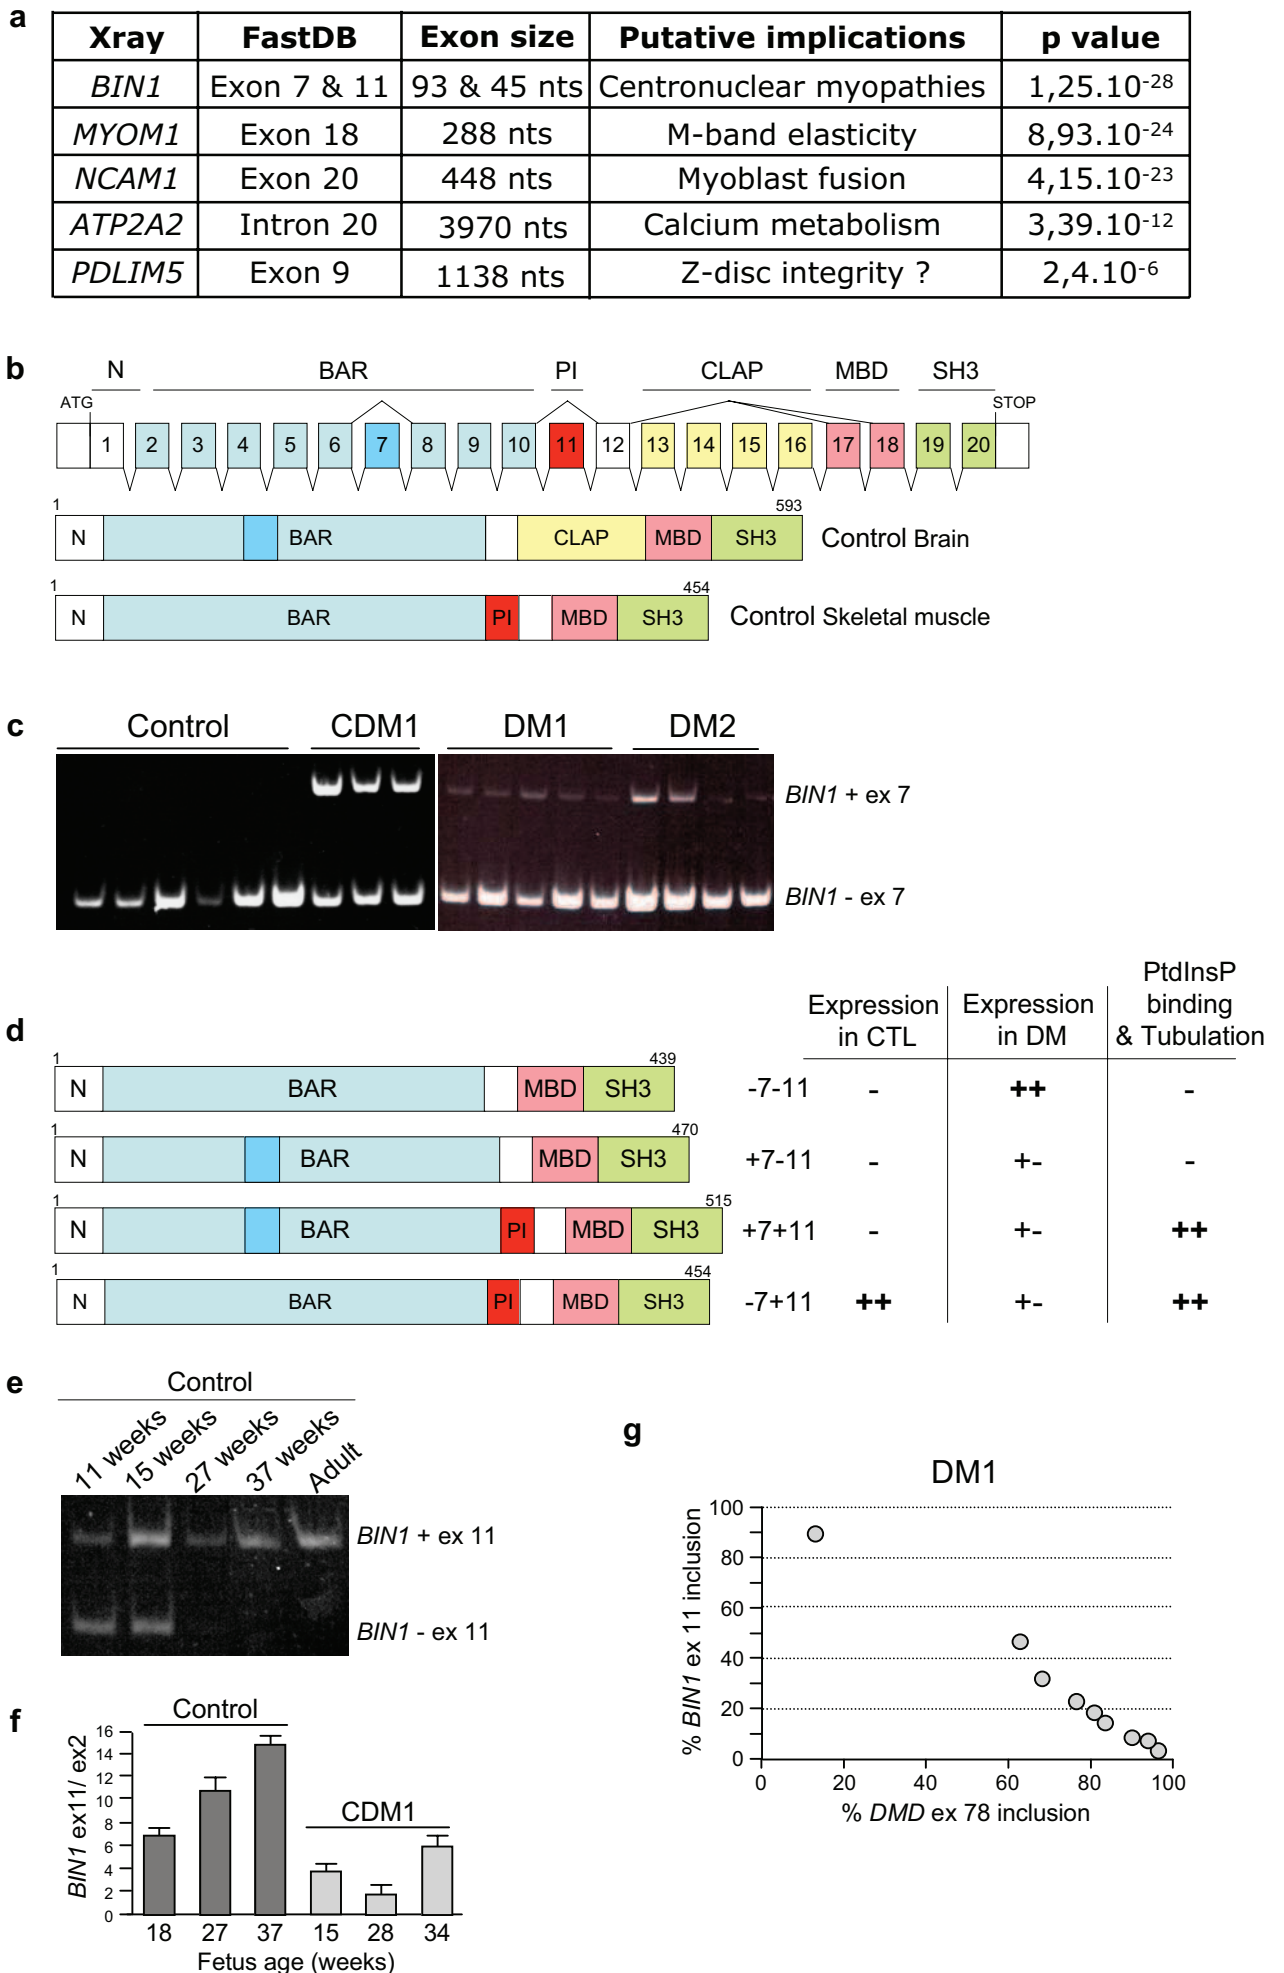 a
Xray FastDB Exon size Putative implications p value
BIN1 Exon 7 & 11 93 & 45 nts Centronuclear myopathies 1,25.10-28
MYOM1 Exon 18 288 nts M-band elasticity 8,93.10-24
NCAM1 Exon 20 448 nts Myoblast fusion 4,15.10-23
ATP2A2 Intron 20 3970 nts Calcium metabolism 3,39.10-12
PDLIM5 Exon 9 1138 nts Z-disc integrity ? 2,4.10-6
b
N BAR PI CLAP MBD SH3
ATG STOP
1 2 3 4 5 6 7 8 9 10 11 12 13 14 15 16 17 18 19 20
1 593
N BAR CLAP MBD SH3 Control Brain
1 454
N BAR PI MBD SH3 Control Skeletal muscle
c
Control CDM1 DM1 DM2
BIN1 + ex 7
BIN1 - ex 7
d
Expression in CTL
Expression in DM
PtdInsP binding & Tubulation
1 439
N BAR MBD SH3 -7-11 - ++ -
1 470
N BAR MBD SH3 +7-11 - +- -
1 515
N BAR PI MBD SH3 +7+11 - +- ++
1 454
N BAR PI MBD SH3 -7+11 ++ +- ++
e
Control
11 weeks 15 weeks 27 weeks 37 weeks Adult
BIN1 + ex 11
BIN1 - ex 11
f
Control
CDM1
BIN1 ex11/ ex2
16
14
12
10
8
6
4
2
0
18 27 37 15 28 34
Fetus age (weeks)
g
DM1
% BIN1 ex 11 inclusion
100
80
60
40
20
0
0 20 40 60 80 100
% DMD ex 78 inclusion